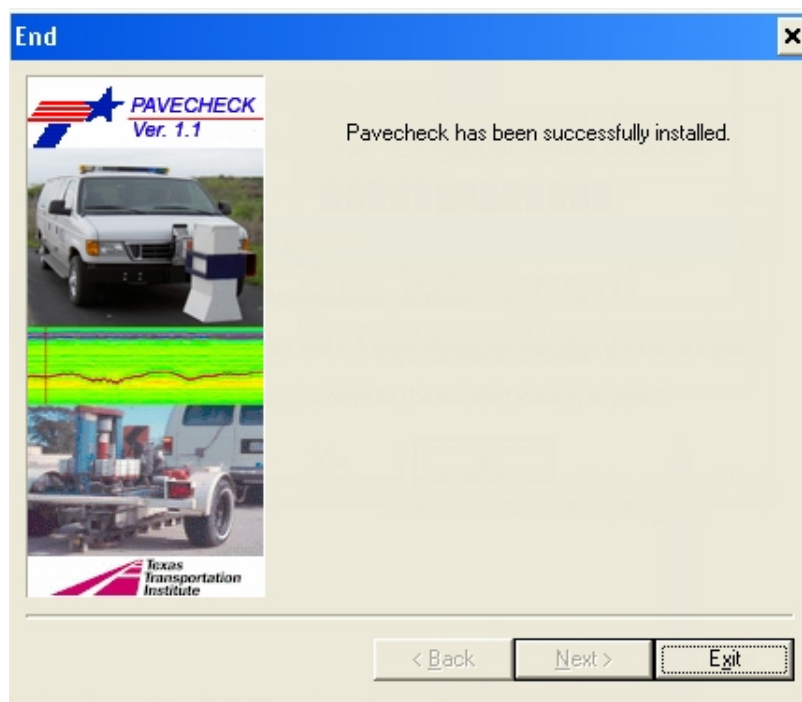 End
PAVECHECK
Ver. 1.1
Pavecheck has been successfully installed.
Texas
Transportation
Institute
< Back
Next >
Exit